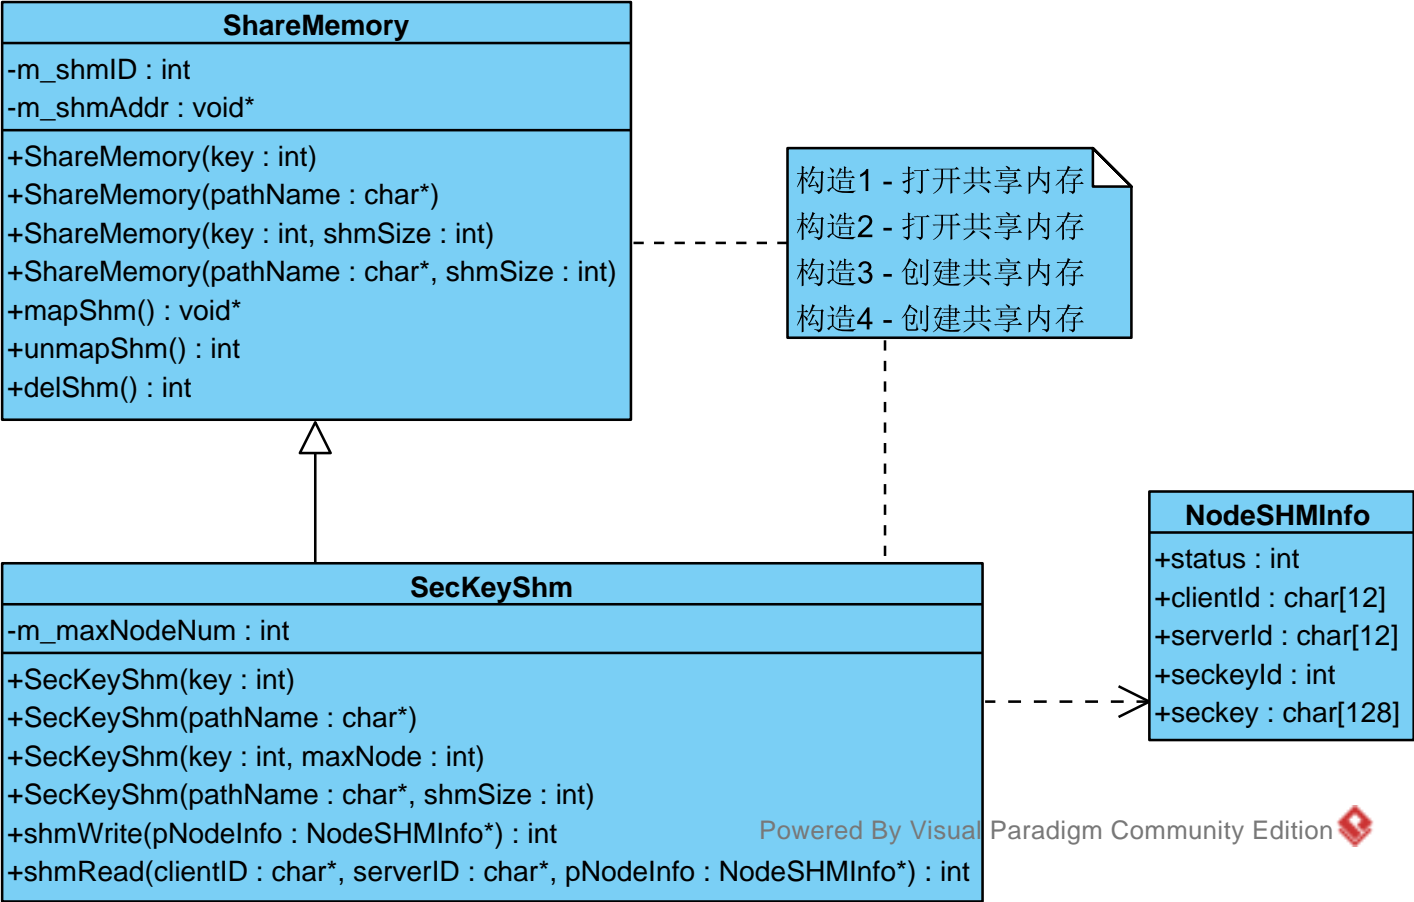 ShareMemory
-m_shmID : int
-m_shmAddr : void*
+ShareMemory(key : int)
+ShareMemory(pathName : char*)
+ShareMemory(key : int, shmSize : int)
+ShareMemory(pathName : char*, shmSize : int)
+mapShm() : void*
+unmapShm() : int
+delShm() : int
构造1 - 打开共享内存
构造2 - 打开共享内存
构造3 - 创建共享内存
构造4 - 创建共享内存
NodeSHMInfo
+status : int
+clientId : char[12]
+serverId : char[12]
+seckeyId : int
+seckey : char[128]
SecKeyShm
-m_maxNodeNum : int
+SecKeyShm(key : int)
+SecKeyShm(pathName : char*)
+SecKeyShm(key : int, maxNode : int)
+SecKeyShm(pathName : char*, shmSize : int)
+shmWrite(pNodeInfo : NodeSHMInfo*) : int
+shmRead(clientID : char*, serverID : char*, pNodeInfo : NodeSHMInfo*) : int
Powered By Visual Paradigm Community Edition